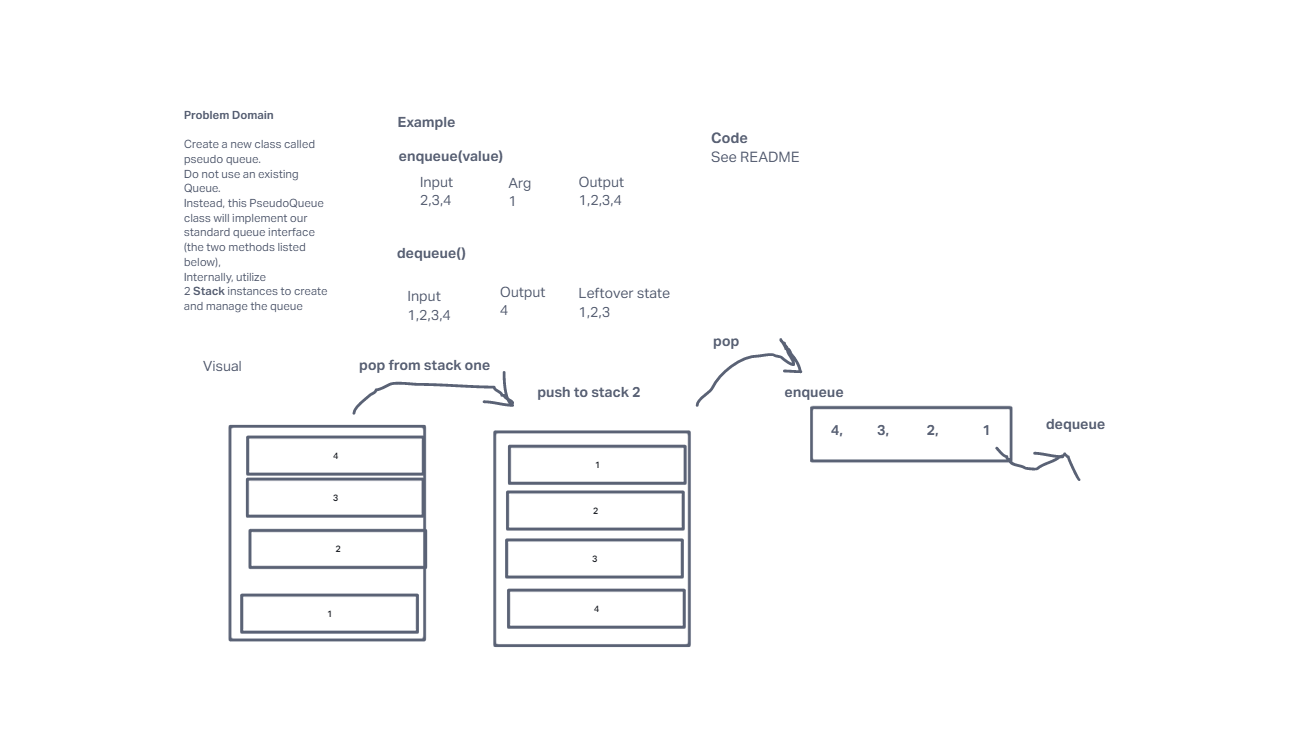 Problem Domain
Create a new class called
pseudo queue.
Do not use an existing
Queue.
Instead, this PseudoQueue
class will implement our
standard queue interface
(the two methods listed
below),
Internally, utilize
2 Stack instances to create
and manage the queue
Example
enqueue(value)
Input Arg Output
2,3,4 1 1,2,3,4
dequeue()
Input Output Leftover state
1,2,3,4 4 1,2,3
Code
See README
Visual
pop from stack one
push to stack 2
pop
enqueue
dequeue
4
3
2
1
1
2
3
4
4, 3, 2, 1